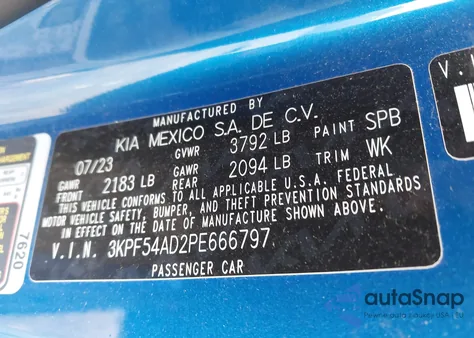 MANUFACTURED BY
KIA MEXICO S.A. DE C.V.
07/23 GVWR 3792 LB PAINT SPB
GAWR FRONT 2183 LB GAWR REAR 2094 LB TRIM WK
THIS VEHICLE CONFORMS TO ALL APPLICABLE U.S.A. FEDERAL
MOTOR VEHICLE SAFETY, BUMPER, AND THEFT PREVENTION STANDARDS
IN EFFECT ON THE DATE OF MANUFACTURE SHOWN ABOVE.
V.I.N. 3KPF54AD2PE666797
PASSENGER CAR
7620
V.I
autoSnap